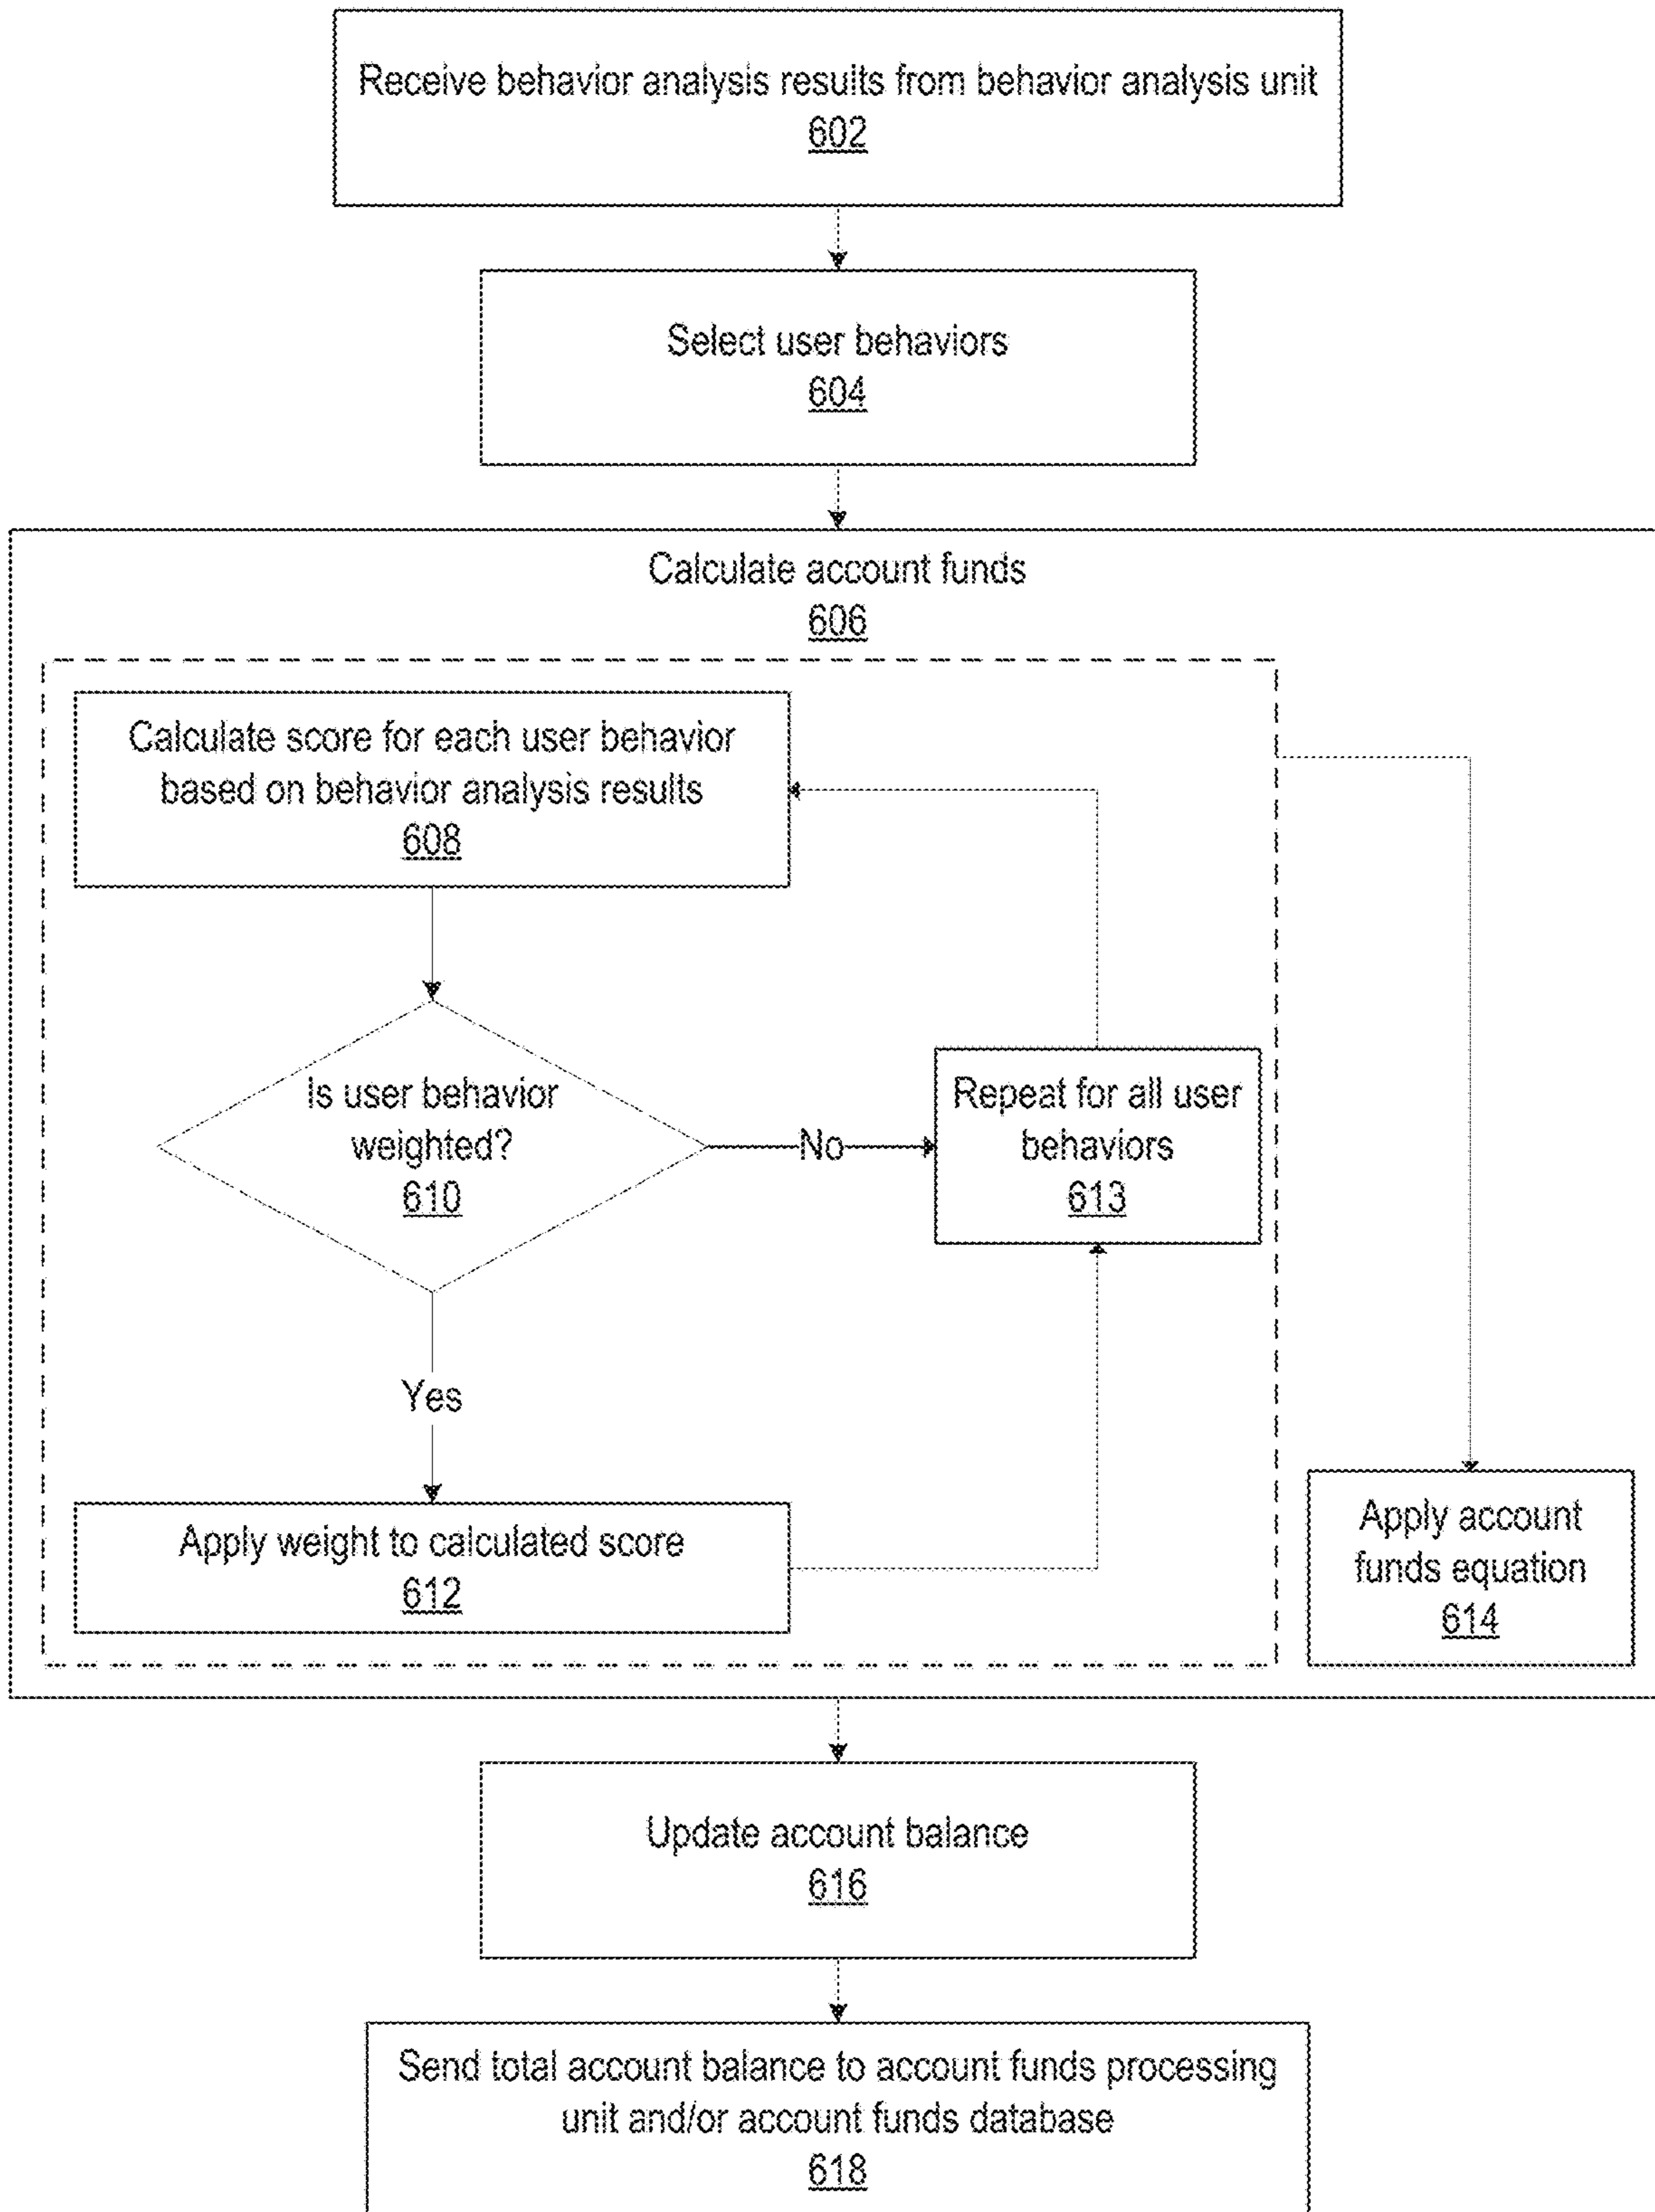 Receive behavior analysis results from behavior analysis unit
602
Select user behaviors
604
Calculate account funds
606
Calculate score for each user behavior
based on behavior analysis results
608
Is user behavior
weighted?
610
No
Repeat for all user
behaviors
613
Yes
Apply weight to calculated score
612
Apply account
funds equation
614
Update account balance
616
Send total account balance to account funds processing
unit and/or account funds database
618